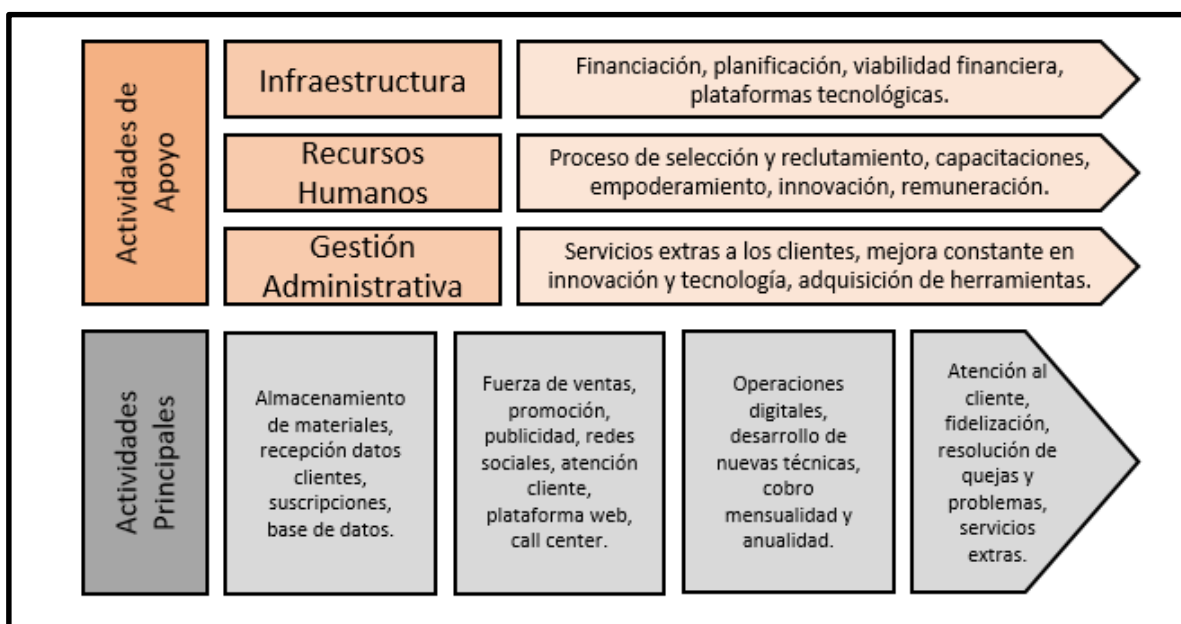 Actividades de
Apoyo
Infraestructura
Financiación, planificación, viabilidad financiera,
plataformas tecnológicas.
Recursos
Humanos
Proceso de selección y reclutamiento, capacitaciones,
empoderamiento, innovación, remuneración.
Gestión
Administrativa
Servicios extras a los clientes, mejora constante en
innovación y tecnología, adquisición de herramientas.
Actividades
Principales
Almacenamiento
de materiales,
recepción datos
clientes,
suscripciones,
base de datos.
Fuerza de ventas,
promoción,
publicidad, redes
sociales, atención
cliente,
plataforma web,
call center.
Operaciones
digitales,
desarrollo de
nuevas técnicas,
cobro
mensualidad y
anualidad.
Atención al
cliente,
fidelización,
resolución de
quejas y
problemas,
servicios
extras.